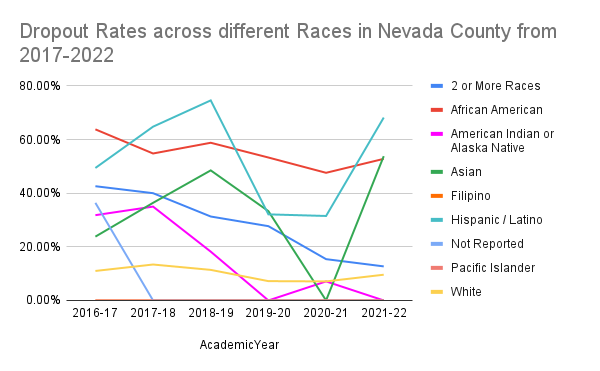 Dropout Rates across different Races in Nevada County from
2017-2022
80.00%
60.00%
40.00%
20.00%
0.00%
2016-17 2017-18 2018-19 2019-20 2020-21 2021-22
AcademicYear
2 or More Races
African American
American Indian or
Alaska Native
Asian
Filipino
Hispanic / Latino
Not Reported
Pacific Islander
White